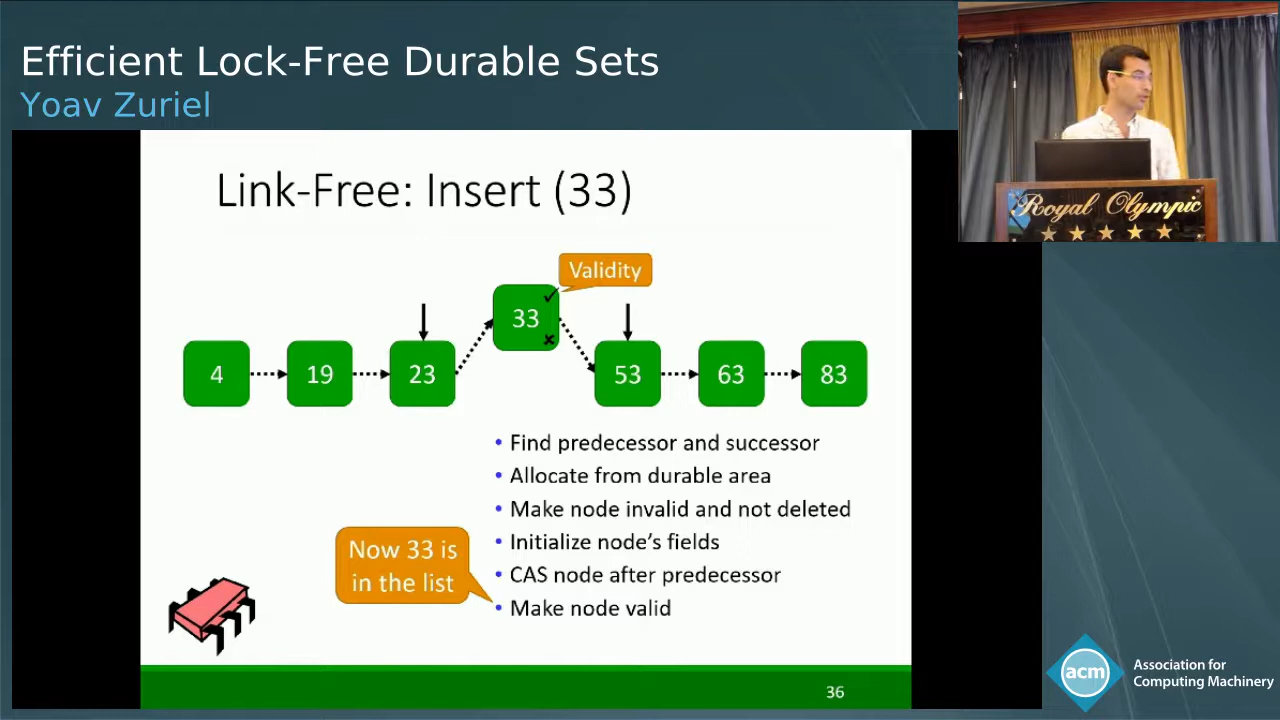 Efficient Lock-Free Durable Sets
Yoav Zuriel
Royal Olympic
Link-Free: Insert (33)
Validity
33
4
19
23
53
63
83
• Find predecessor and successor
• Allocate from durable area
• Make node invalid and not deleted
• Initialize node's fields
• CAS node after predecessor
• Make node valid
Now 33 is
in the list
36
acm
Association for
Computing Machinery